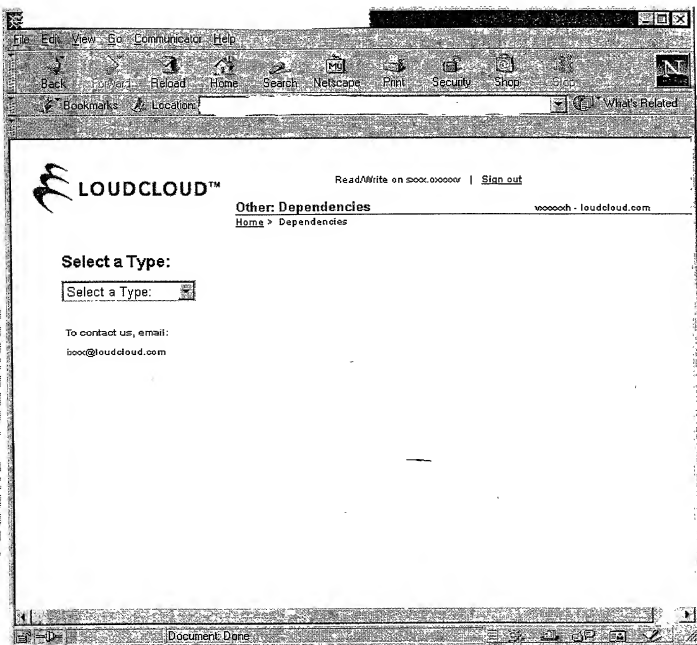 File Edit View Go Communicator Help
Back Forward Reload Home Search Netscape Print Security Shop Stop
Bookmarks Location: What's Related
LOUDCLOUD™
Read/Write on | Sign out
Other: Dependencies
- loudcloud.com
Home > Dependencies
Select a Type:
Select a Type:
To contact us, email:
@loudcloud.com
Document: Done